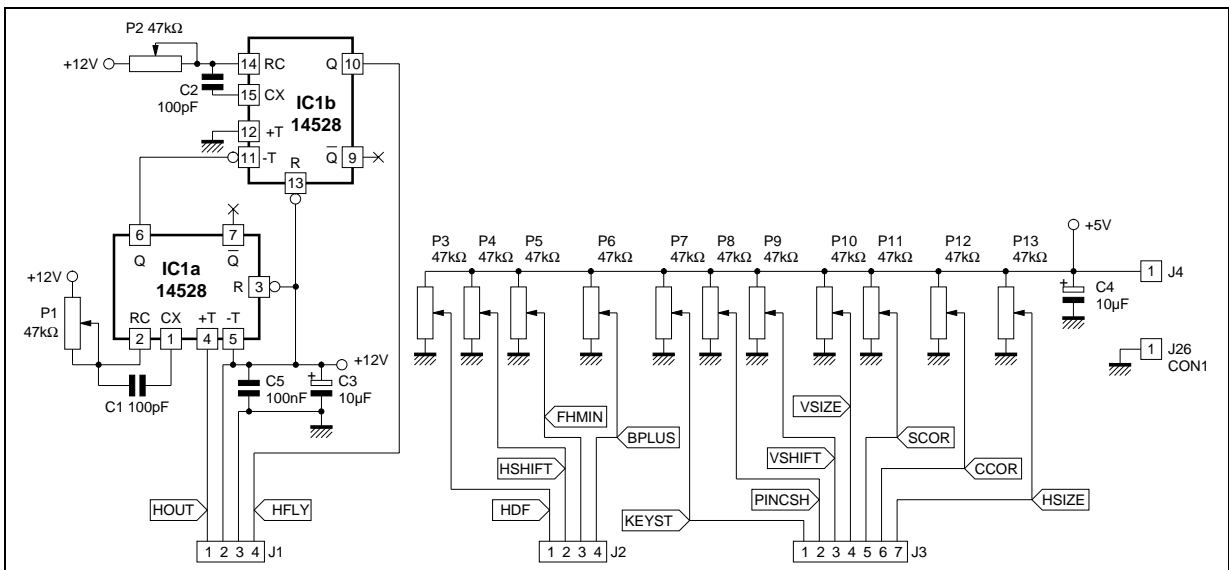 P2 47kΩ
+12V
C2
100pF
14
RC
Q
10
15
CX
IC1b
14528
12
+T
11
-T
Q
9
R
13
6
7
Q
Q
IC1a
14528
R
3
+12V
P1
47kΩ
RC
CX
+T
-T
2
1
4
5
C1 100pF
+12V
C5
100nF
+
C3
10µF
HOUT
HFLY
1 2 3 4
J1
P3
47kΩ
P4
47kΩ
P5
47kΩ
P6
47kΩ
P7
47kΩ
P8
47kΩ
P9
47kΩ
P10
47kΩ
P11
47kΩ
P12
47kΩ
P13
47kΩ
+5V
1
J4
+
C4
10µF
1
J26
CON1
FHMIN
BPLUS
HSHIFT
HDF
1 2 3 4
J2
VSIZE
SCOR
VSHIFT
CCOR
PINCSH
HSIZE
KEYST
1 2 3 4 5 6 7
J3